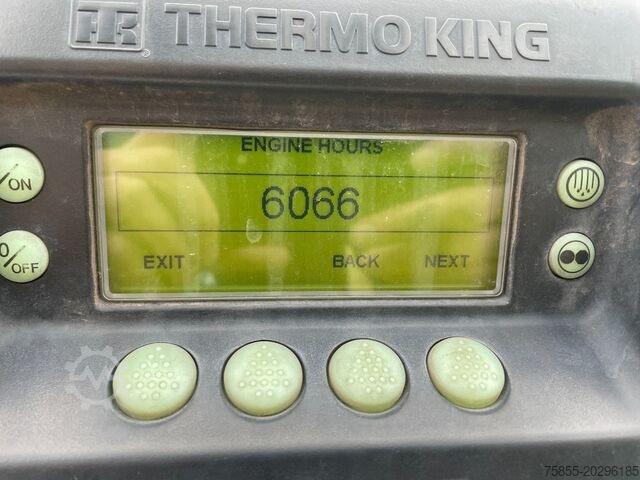 THERMO KING
ENGINE HOURS
6066
EXIT BACK NEXT
/ON
0/OFF
75855-20296185